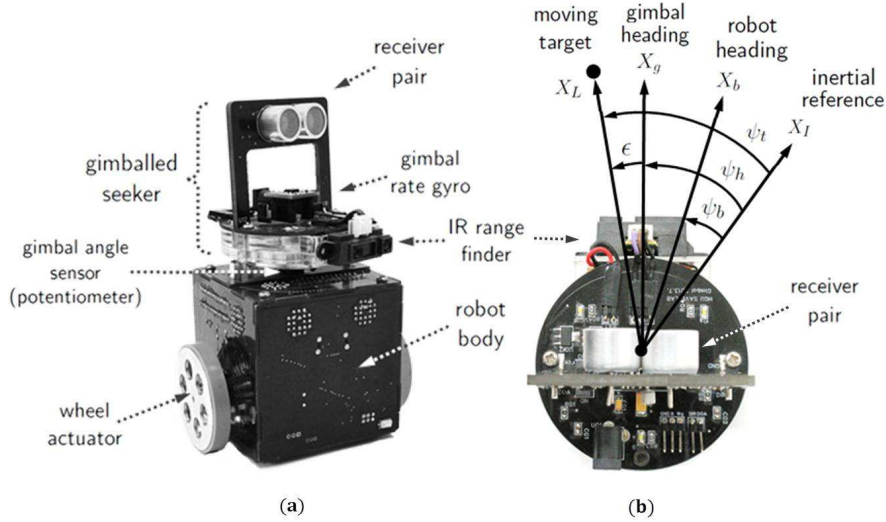 receiver
pair
gimballed
seeker
gimbal
rate gyro
IR range
finder
gimbal angle
sensor
(potentiometer)
robot
body
wheel
actuator
(a)
moving
target
gimbal
heading
robot
heading
inertial
reference
X_L
X_g
X_b
X_I
ϵ
ψ_t
ψ_h
ψ_b
receiver
pair
(b)